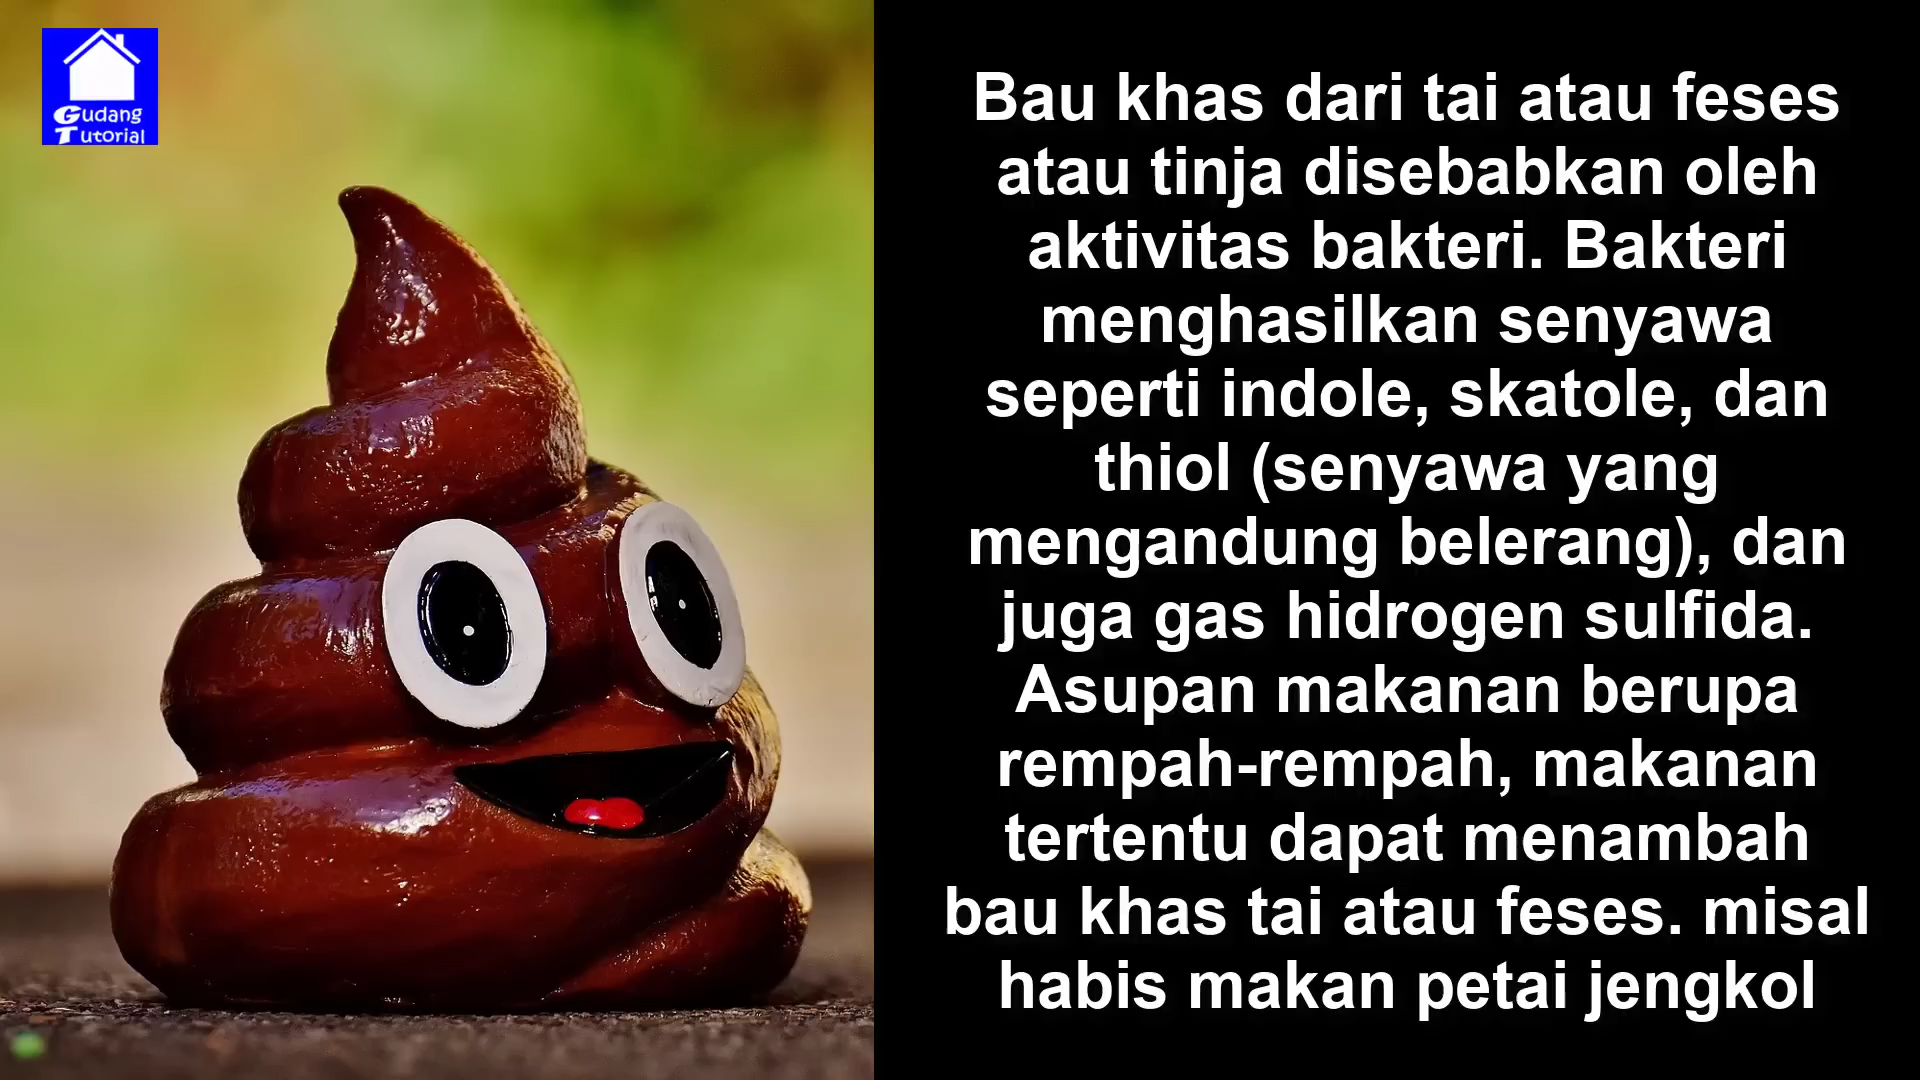 Gudang
Tutorial
Bau khas dari tai atau feses
atau tinja disebabkan oleh
aktivitas bakteri. Bakteri
menghasilkan senyawa
seperti indole, skatole, dan
thiol (senyawa yang
mengandung belerang), dan
juga gas hidrogen sulfida.
Asupan makanan berupa
rempah-rempah, makanan
tertentu dapat menambah
bau khas tai atau feses. misal
habis makan petai jengkol